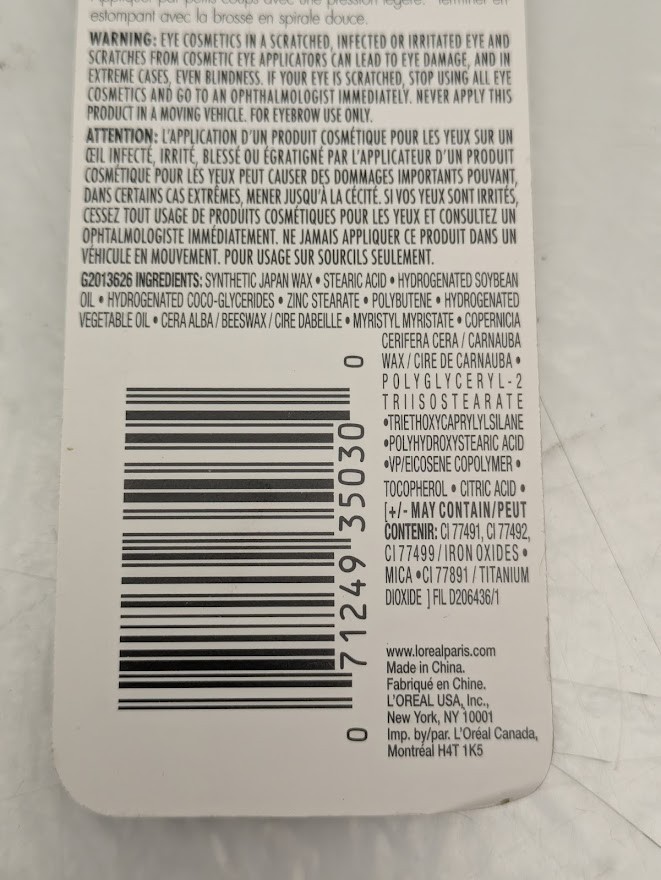 estompant avec la brosse en spirale douce.
WARNING: EYE COSMETICS IN A SCRATCHED, INFECTED OR IRRITATED EYE AND
SCRATCHES FROM COSMETIC EYE APPLICATORS CAN LEAD TO EYE DAMAGE, AND IN
EXTREME CASES, EVEN BLINDNESS. IF YOUR EYE IS SCRATCHED, STOP USING ALL EYE
COSMETICS AND GO TO AN OPHTHALMOLOGIST IMMEDIATELY. NEVER APPLY THIS
PRODUCT IN A MOVING VEHICLE. FOR EYEBROW USE ONLY.
ATTENTION: L'APPLICATION D'UN PRODUIT COSMÉTIQUE POUR LES YEUX SUR UN
ŒIL INFECTÉ, IRRITÉ, BLESSÉ OU ÉGRATIGNÉ PAR L'APPLICATEUR D'UN PRODUIT
COSMÉTIQUE POUR LES YEUX PEUT CAUSER DES DOMMAGES IMPORTANTS POUVANT,
DANS CERTAINS CAS EXTRÊMES, MENER JUSQU'À LA CÉCITÉ. SI VOS YEUX SONT IRRITÉS,
CESSEZ TOUT USAGE DE PRODUITS COSMÉTIQUES POUR LES YEUX ET CONSULTEZ UN
OPHTALMOLOGISTE IMMÉDIATEMENT. NE JAMAIS APPLIQUER CE PRODUIT DANS UN
VÉHICULE EN MOUVEMENT. POUR USAGE SUR SOURCILS SEULEMENT.
G2013626 INGREDIENTS: SYNTHETIC JAPAN WAX • STEARIC ACID • HYDROGENATED SOYBEAN
OIL • HYDROGENATED COCO-GLYCERIDES • ZINC STEARATE • POLYBUTENE • HYDROGENATED
VEGETABLE OIL • CERA ALBA / BEESWAX / CIRE DABEILLE • MYRISTYL MYRISTATE • COPERNICIA
CERIFERA CERA / CARNAUBA
WAX / CIRE DE CARNAUBA •
POLYGLYCERYL-2
TRIISOSTEARATE
•TRIETHOXYCAPRYLYLSILANE
•POLYHYDROXYSTEARIC ACID
•VP/EICOSENE COPOLYMER •
TOCOPHEROL • CITRIC ACID •
[+/- MAY CONTAIN/PEUT
CONTENIR: CI 77491, CI 77492,
CI 77499 / IRON OXIDES •
MICA •CI 77891 / TITANIUM
DIOXIDE ] FIL D206436/1
0 71249 35030 0
www.lorealparis.com
Made in China.
Fabriqué en Chine.
L'OREAL USA, Inc.,
New York, NY 10001
Imp. by/par. L'Oréal Canada,
Montréal H4T 1K5